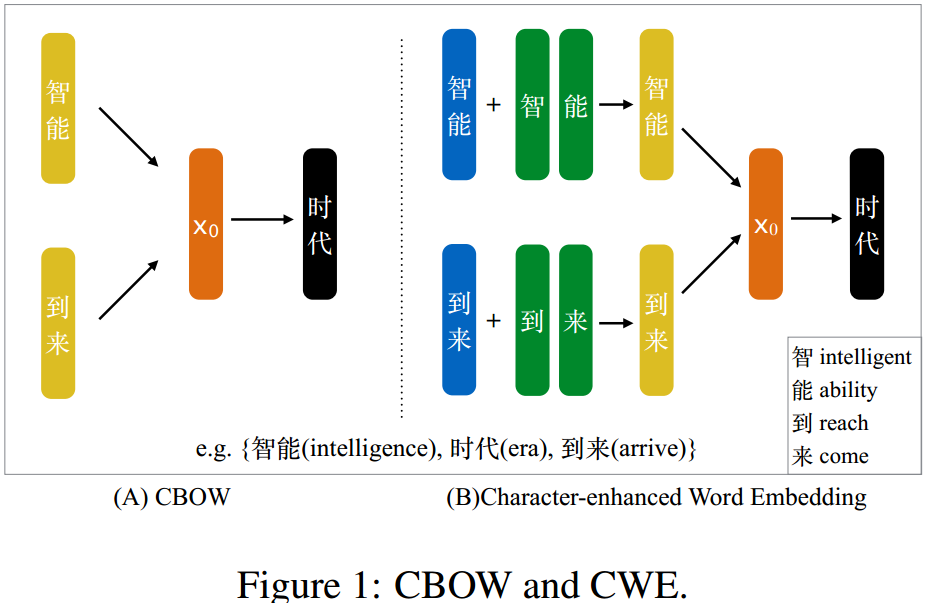 智能
到来
x₀
时代
智能 + 智 能 智能
到来 + 到 来 到来
x₀
时代
智 intelligent
能 ability
到 reach
来 come
e.g. {智能(intelligence), 时代(era), 到来(arrive)}
(A) CBOW
(B)Character-enhanced Word Embedding
Figure 1: CBOW and CWE.